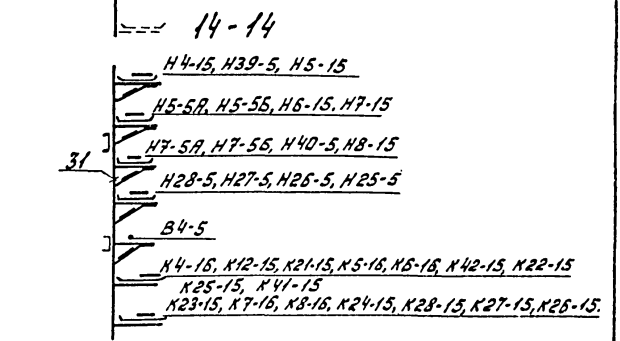 14-14
Н4-15, Н39-5, Н5-15
Н5-5А, Н5-5Б, Н6-15. Н7-15
Н7-5А, Н7-5Б, Н40-5, Н8-15
31
Н28-5, Н27-5, Н26-5, Н25-5
В4-5
К4-16, К12-15, К21-15, К5-16, К6-16, К42-15, К22-15
К25-15, К41-15
К23-15, К7-16, К8-16, К24-15, К28-15, К27-15, К26-15.